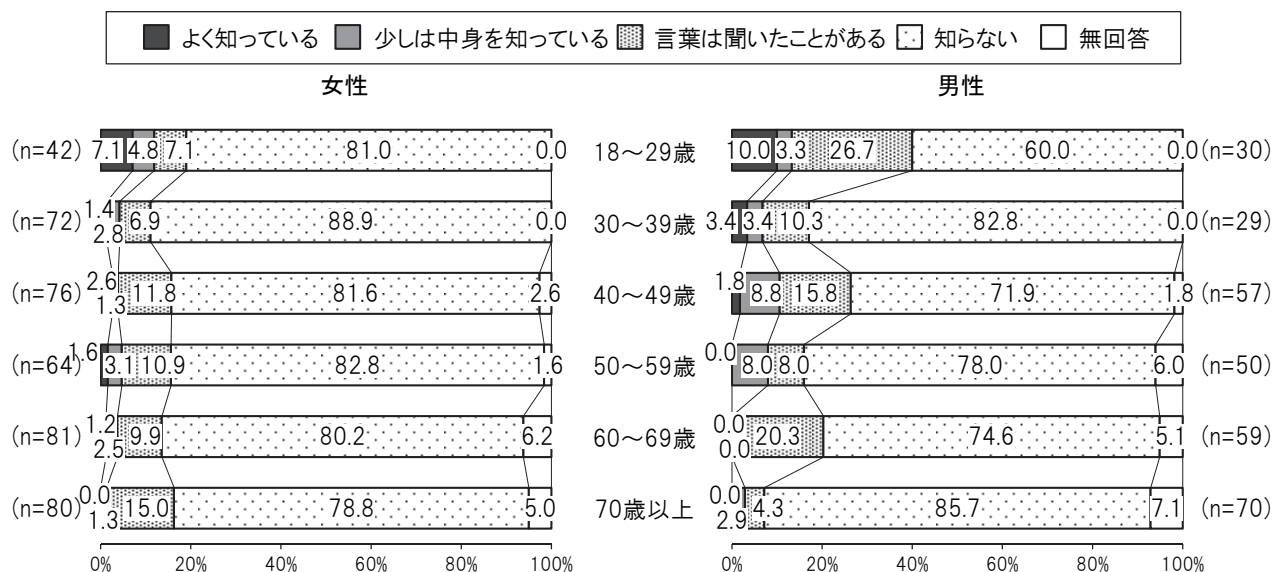 よく知っている 少しは中身を知っている 言葉は聞いたことがある 知らない 無回答
女性 男性
(n=42) 7.1 4.8 7.1 81.0 0.0 18～29歳 10.0 3.3 26.7 60.0 0.0 (n=30)
(n=72) 1.4 2.8 6.9 88.9 0.0 30～39歳 3.4 3.4 10.3 82.8 0.0 (n=29)
(n=76) 2.6 1.3 11.8 81.6 2.6 40～49歳 1.8 8.8 15.8 71.9 1.8 (n=57)
(n=64) 1.6 3.1 10.9 82.8 1.6 50～59歳 0.0 8.0 8.0 78.0 6.0 (n=50)
(n=81) 1.2 2.5 9.9 80.2 6.2 60～69歳 0.0 0.0 20.3 74.6 5.1 (n=59)
(n=80) 0.0 1.3 15.0 78.8 5.0 70歳以上 0.0 2.9 4.3 85.7 7.1 (n=70)
0% 20% 40% 60% 80% 100% 0% 20% 40% 60% 80% 100%